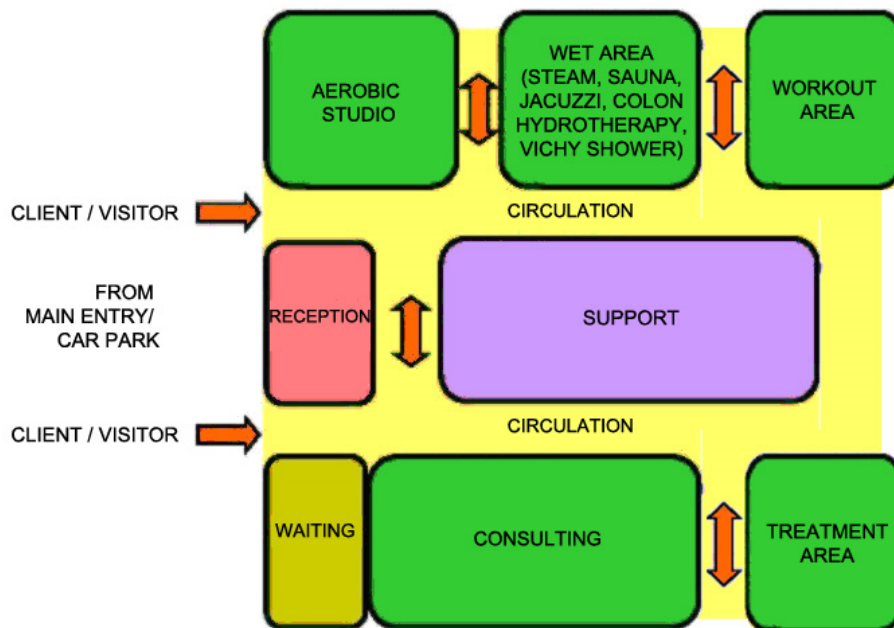 AEROBIC
STUDIO
WET AREA
(STEAM, SAUNA,
JACUZZI, COLON
HYDROTHERAPY,
VICHY SHOWER)
WORKOUT
AREA
CLIENT / VISITOR
CIRCULATION
FROM
MAIN ENTRY/
CAR PARK
RECEPTION
SUPPORT
CLIENT / VISITOR
CIRCULATION
WAITING
CONSULTING
TREATMENT
AREA